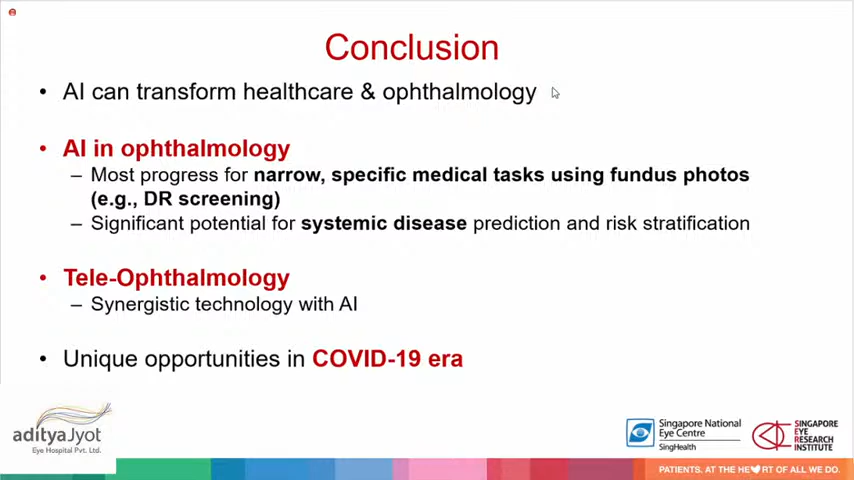 Conclusion
• AI can transform healthcare & ophthalmology
• AI in ophthalmology
– Most progress for narrow, specific medical tasks using fundus photos
(e.g., DR screening)
– Significant potential for systemic disease prediction and risk stratification
• Tele-Ophthalmology
– Synergistic technology with AI
• Unique opportunities in COVID-19 era
adityaJyot
Eye Hospital Pvt. Ltd.
Singapore National
Eye Centre
SingHealth
SINGAPORE
EYE
RESEARCH
INSTITUTE
PATIENTS. AT THE HE♥RT OF ALL WE DO.